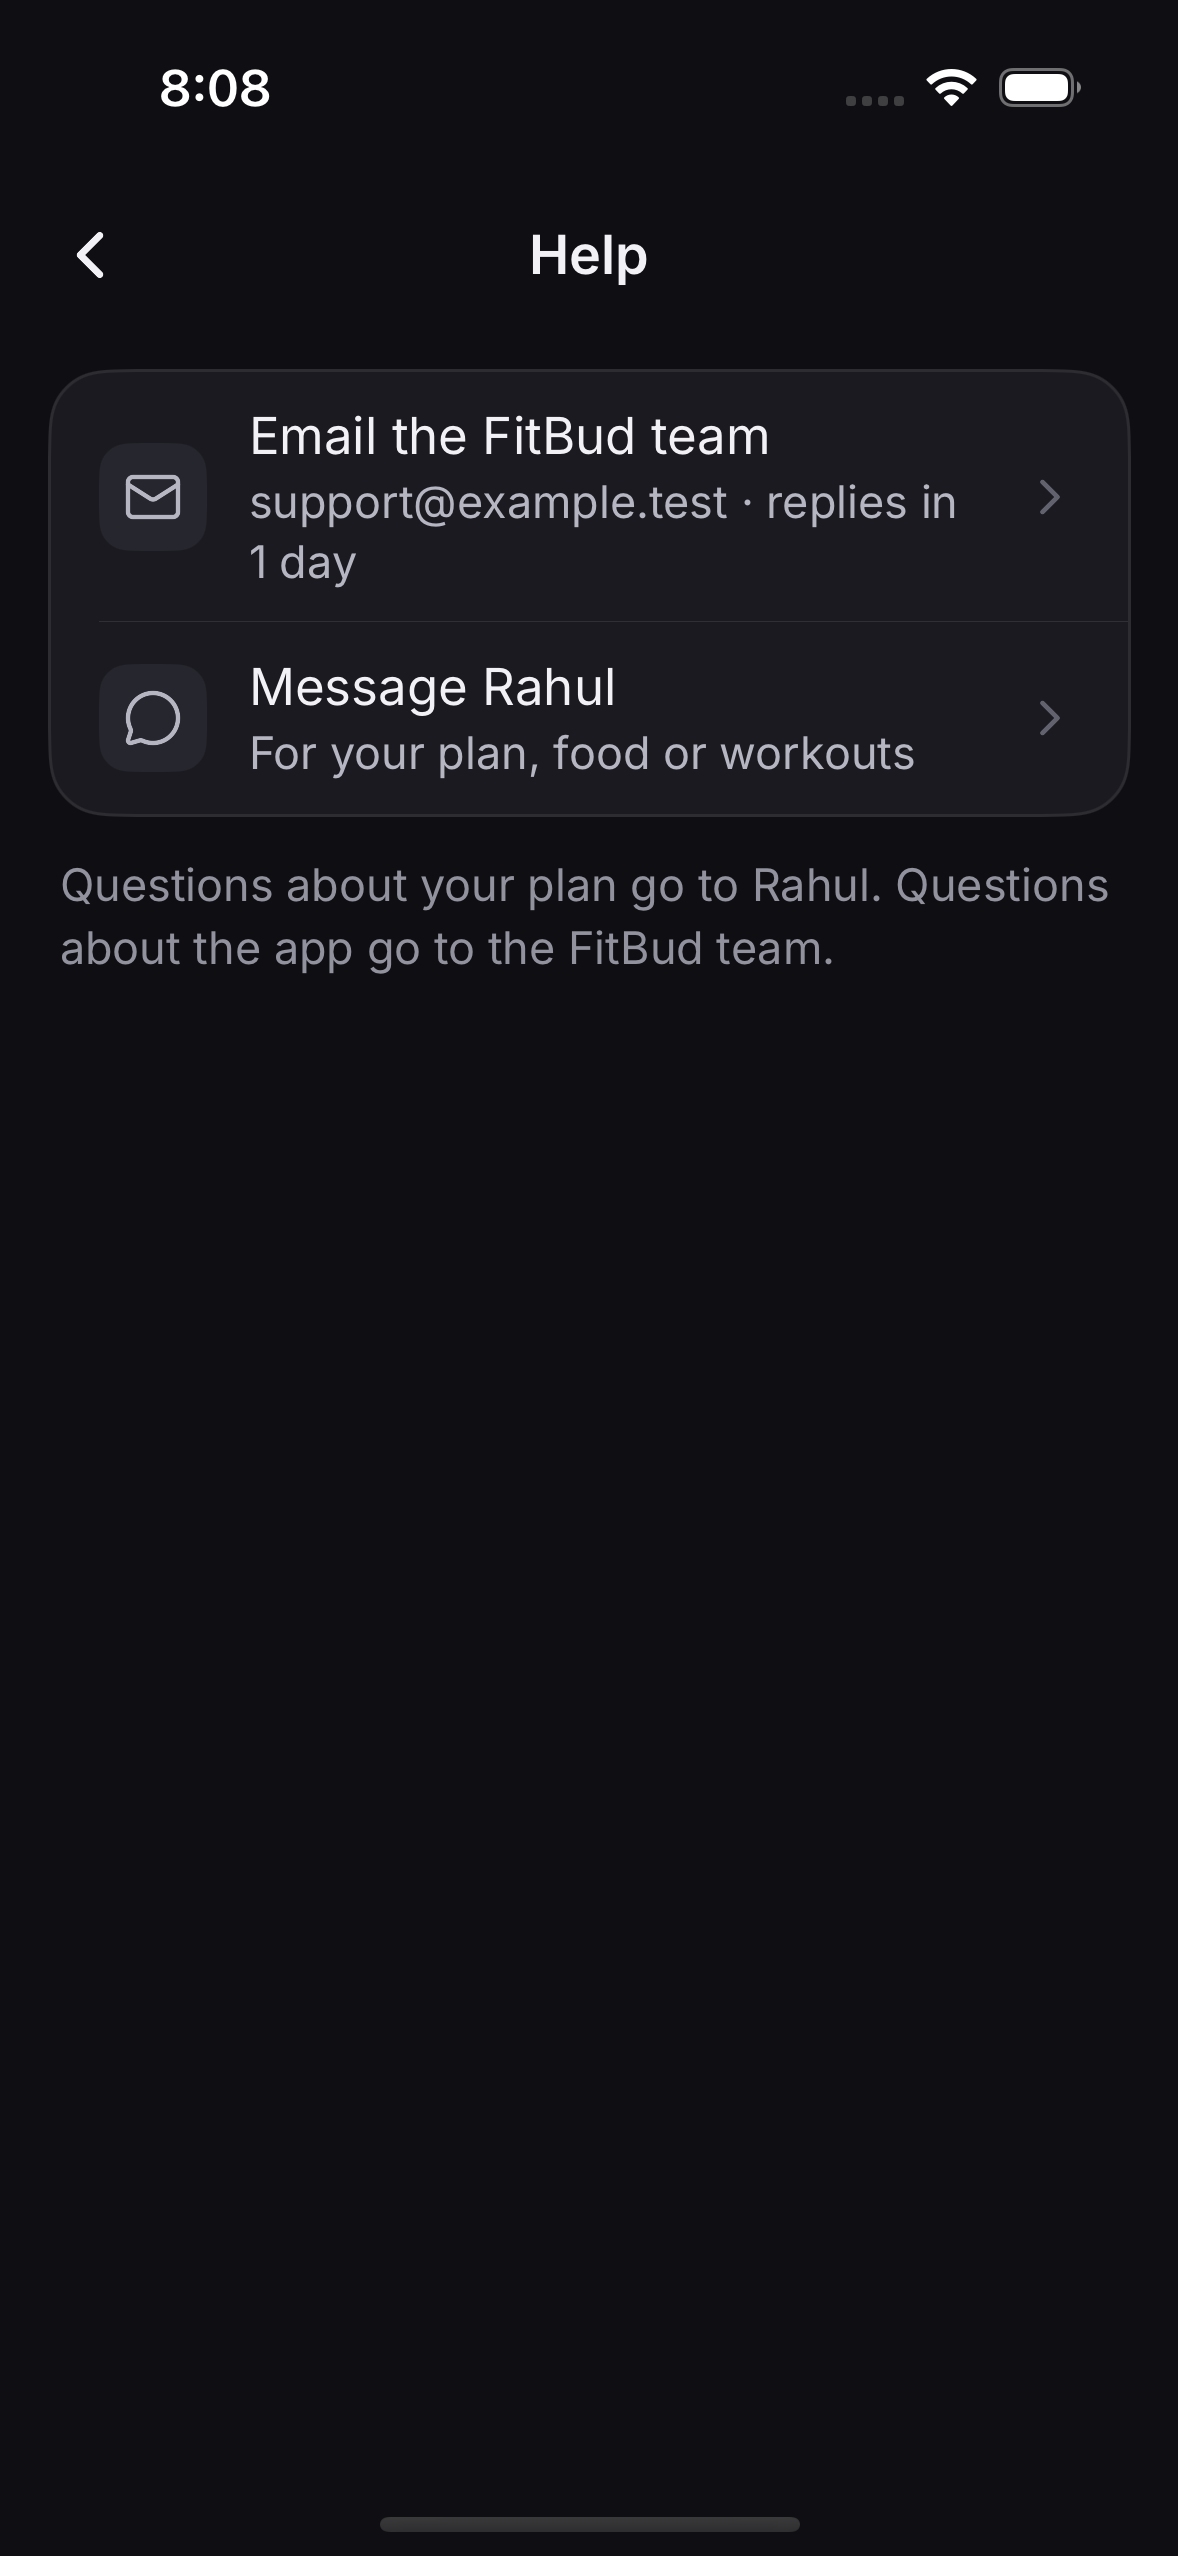 8:08
Help
Email the FitBud team
support@example.test · replies in
1 day
Message Rahul
For your plan, food or workouts
Questions about your plan go to Rahul. Questions
about the app go to the FitBud team.